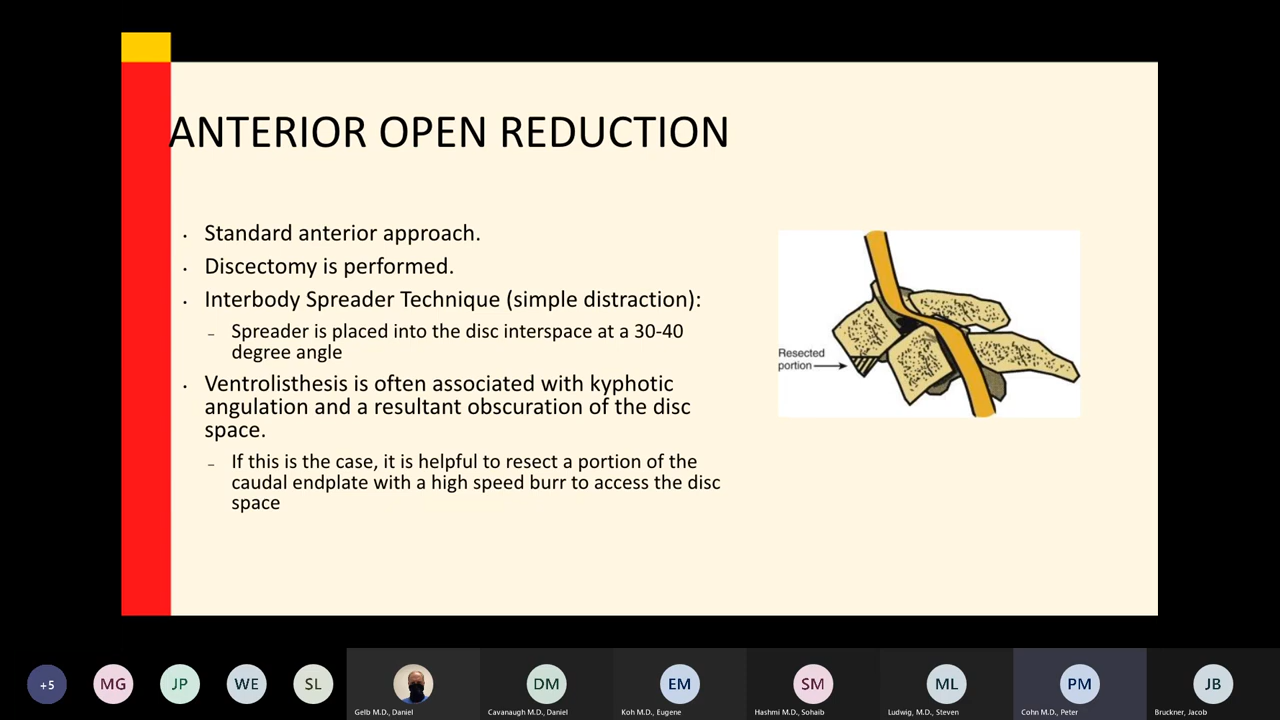 ANTERIOR OPEN REDUCTION
• Standard anterior approach.
• Discectomy is performed.
• Interbody Spreader Technique (simple distraction):
– Spreader is placed into the disc interspace at a 30-40
degree angle
• Ventrolisthesis is often associated with kyphotic
angulation and a resultant obscuration of the disc
space.
– If this is the case, it is helpful to resect a portion of the
caudal endplate with a high speed burr to access the disc
space
Resected
portion
+5
MG
JP
WE
SL
Gelb M.D., Daniel
DM
Cavanaugh M.D., Daniel
EM
Koh M.D., Eugene
SM
Hashmi M.D., Sohaib
ML
Ludwig, M.D., Steven
PM
Cohn M.D., Peter
JB
Bruckner, Jacob